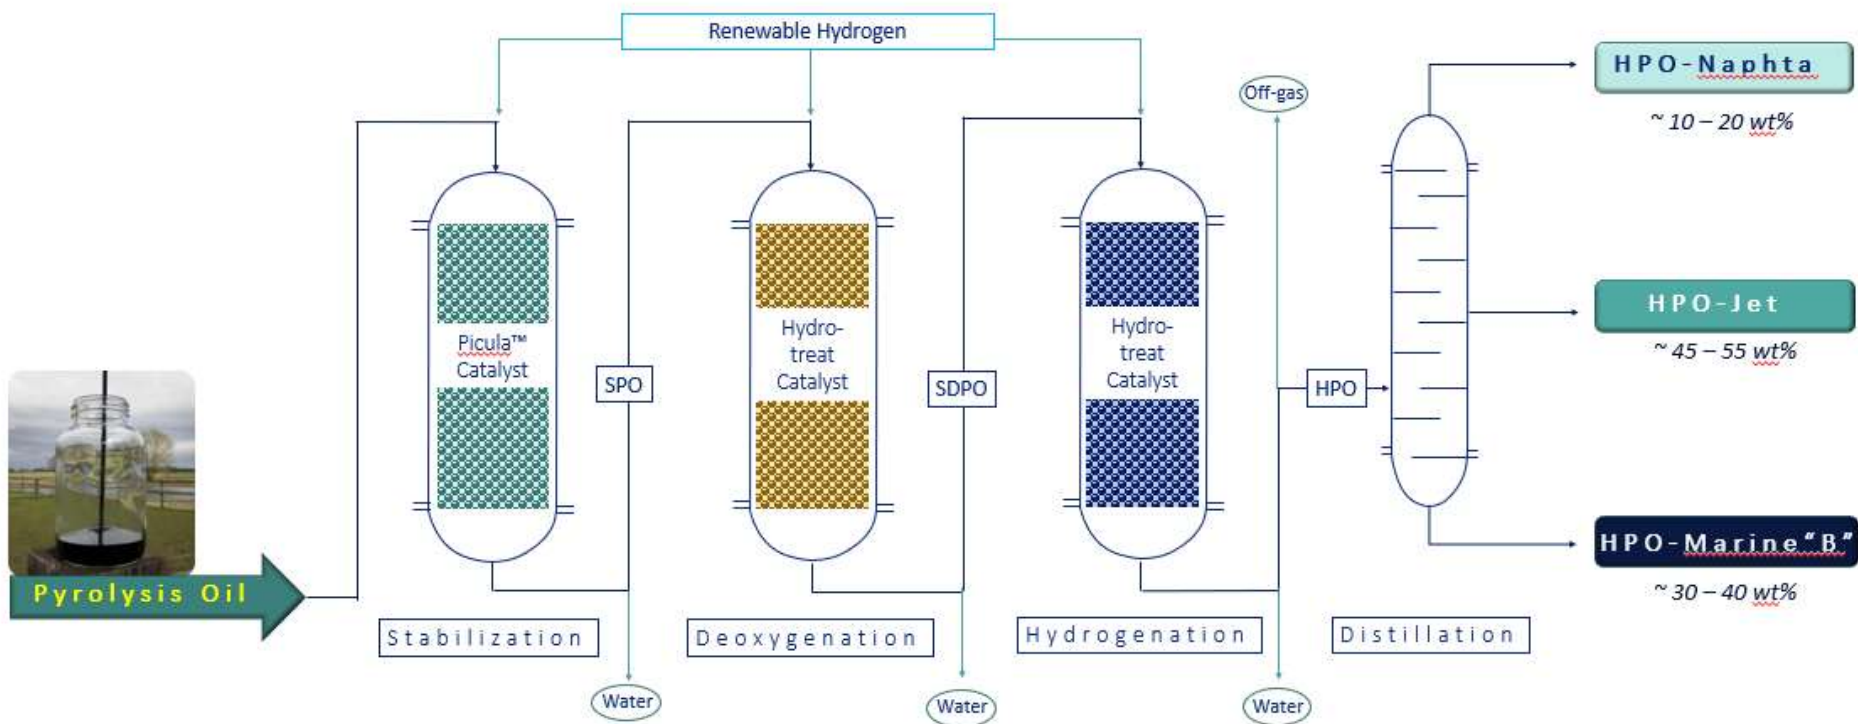 Renewable Hydrogen
Pyrolysis Oil
Picula™
Catalyst
Stabilization
SPO
Water
Hydro-
treat
Catalyst
Deoxygenation
SDPO
Water
Hydro-
treat
Catalyst
Hydrogenation
Off-gas
HPO
Water
Distillation
HPO-Naphta
~ 10 – 20 wt%
HPO-Jet
~ 45 – 55 wt%
HPO-Marine “B”
~ 30 – 40 wt%